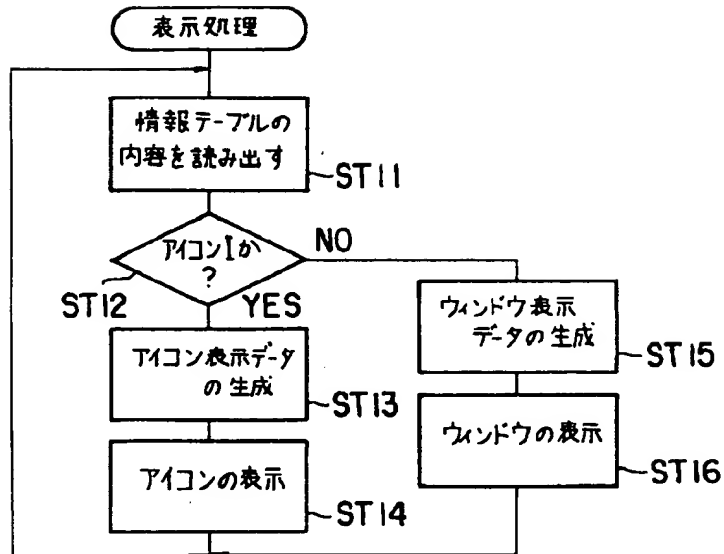 表示処理
情報テーブルの
内容を読み出す
ST11
アイコンIか
?
NO
ST12
YES
アイコン表示データ
の生成
ST13
アイコンの表示
ST14
ウィンドウ表示
データの生成
ST15
ウィンドウの表示
ST16